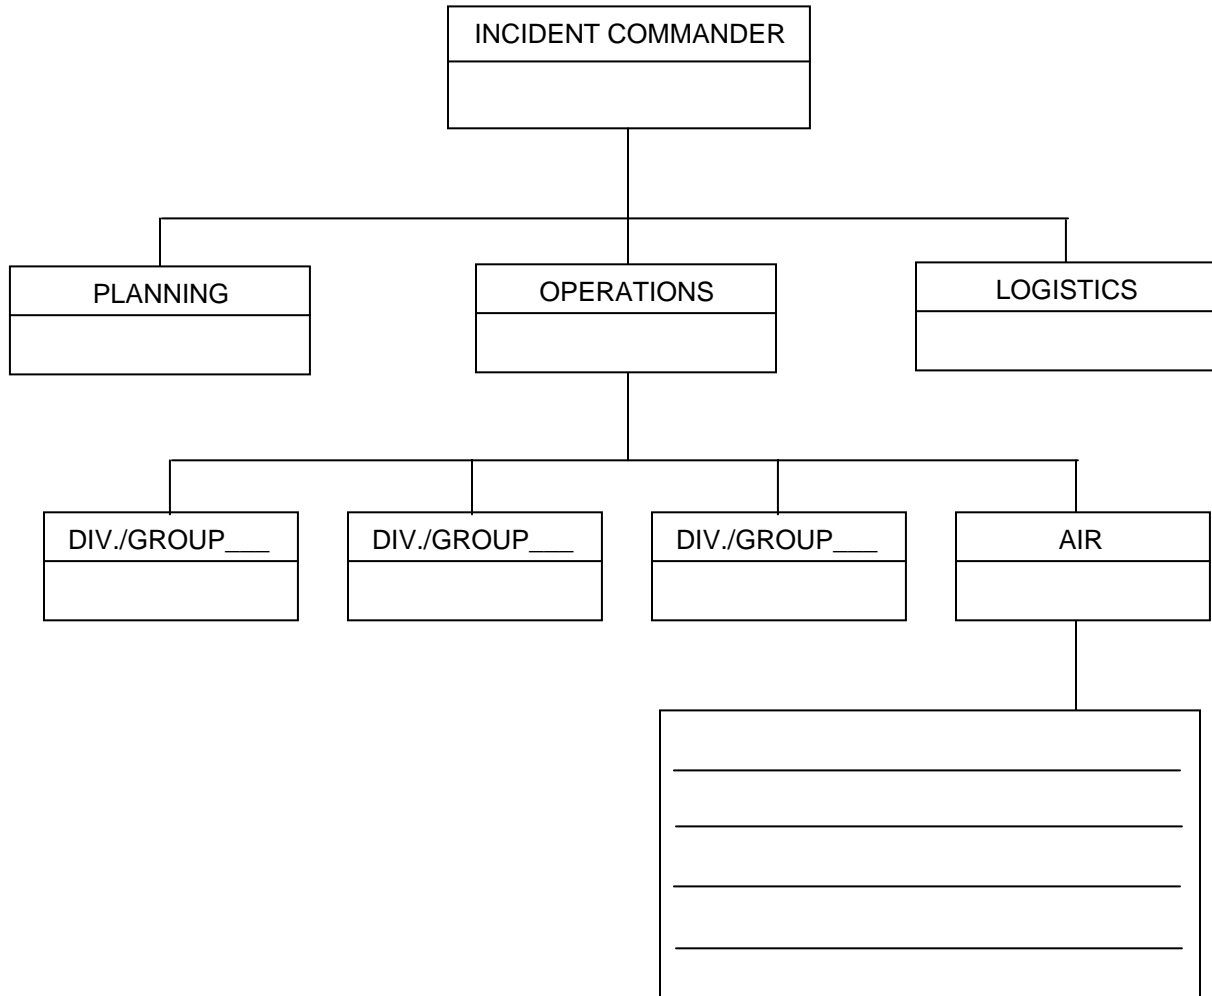 INCIDENT COMMANDER
PLANNING
OPERATIONS
LOGISTICS
DIV./GROUP___
DIV./GROUP___
DIV./GROUP___
AIR